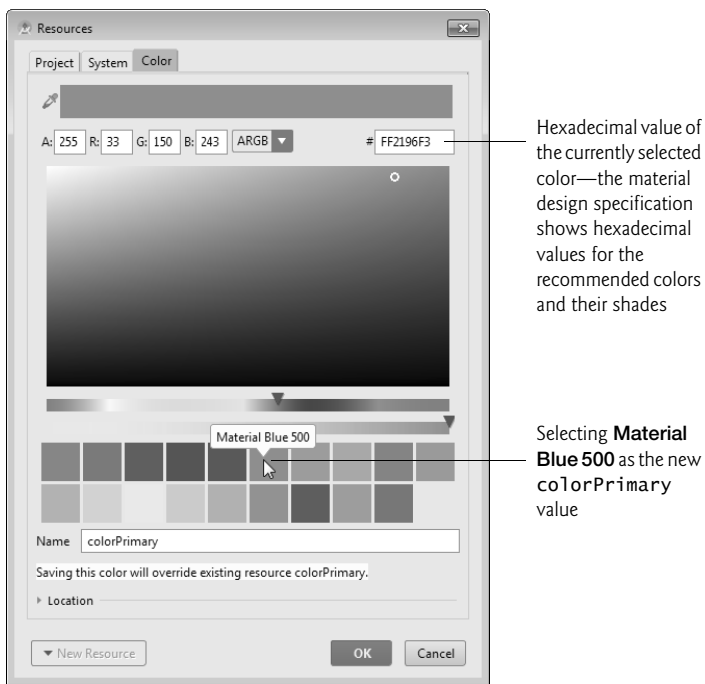 Resources
Project System Color
A: 255 R: 33 G: 150 B: 243 ARGB # FF2196F3
Material Blue 500
Name colorPrimary
Saving this color will override existing resource colorPrimary.
Location
New Resource OK Cancel
Hexadecimal value of
the currently selected
color—the material
design specification
shows hexadecimal
values for the
recommended colors
and their shades
Selecting Material
Blue 500 as the new
colorPrimary
value